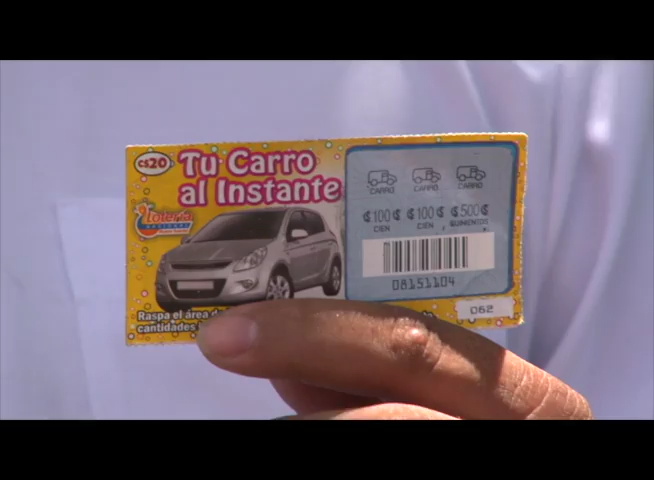 C$20
Tu Carro
al Instante
Lotería
NACIONAL
Raspa el área d
cantidades
CARRO CARRO CARRO
₡100₡ ₡100₡ ₡500₡
CIEN CIEN QUINIENTOS
08151104
062